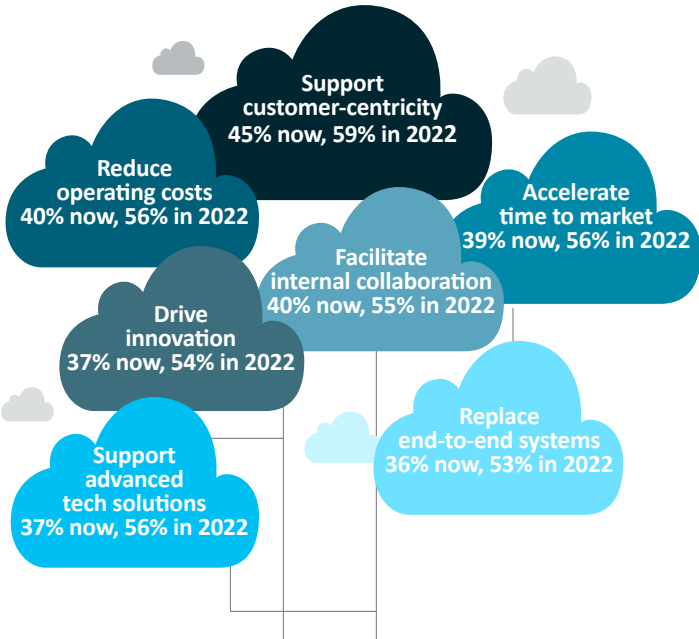 Support
customer-centricity
45% now, 59% in 2022
Reduce
operating costs
40% now, 56% in 2022
Accelerate
time to market
39% now, 56% in 2022
Facilitate
internal collaboration
40% now, 55% in 2022
Drive
innovation
37% now, 54% in 2022
Replace
end-to-end systems
36% now, 53% in 2022
Support
advanced
tech solutions
37% now, 56% in 2022